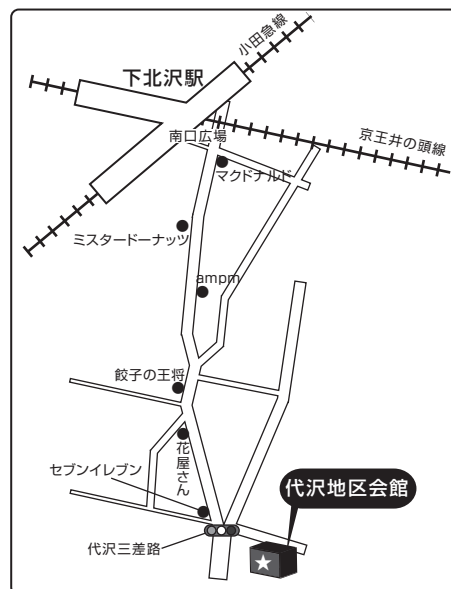 小田急線
下北沢駅
南口広場
京王井の頭線
マクドナルド
ミスタードーナッツ
ampm
餃子の王将
花屋さん
セブンイレブン
代沢地区会館
代沢三差路